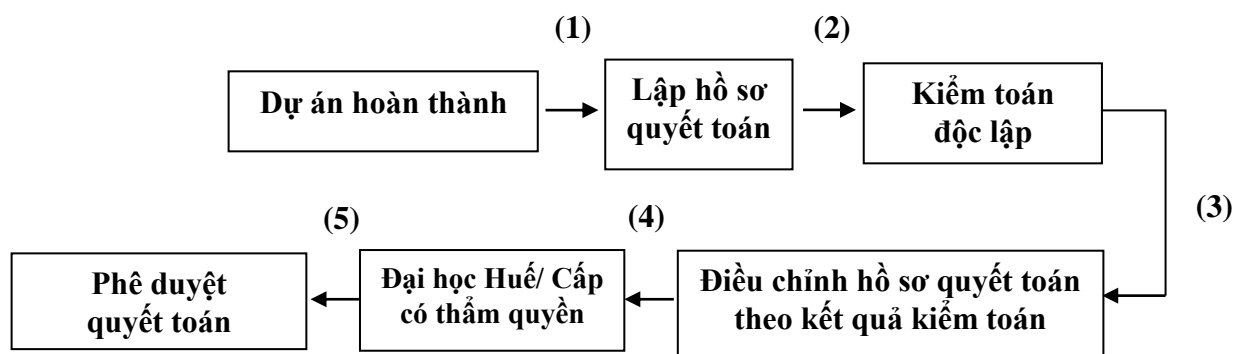 (1)
(2)
Dự án hoàn thành
Lập hồ sơ
quyết toán
Kiểm toán
độc lập
(3)
(4)
(5)
Điều chỉnh hồ sơ quyết toán
theo kết quả kiểm toán
Đại học Huế/ Cấp
có thẩm quyền
Phê duyệt
quyết toán